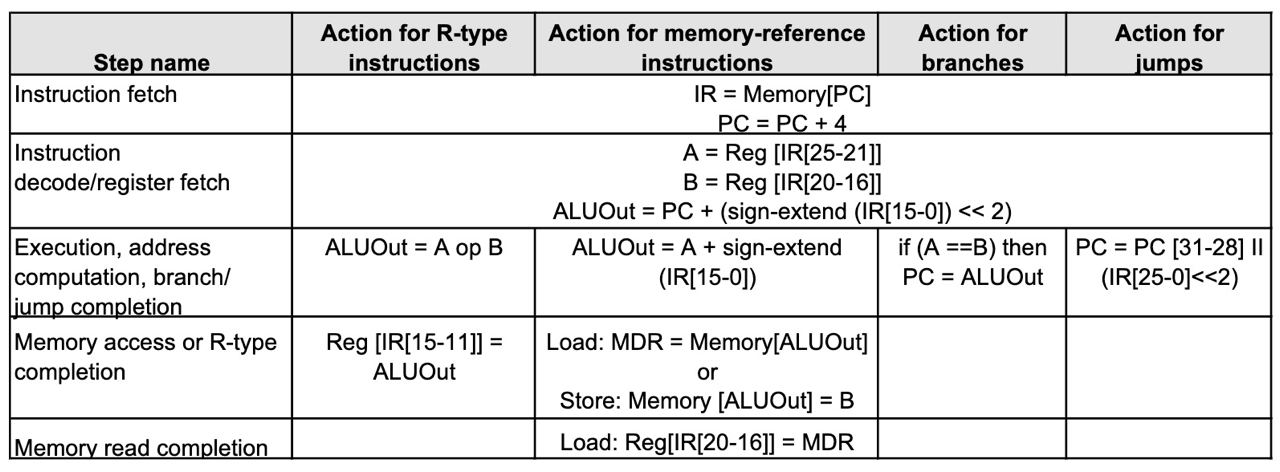 Step name
Action for R-type
instructions
Action for memory-reference
instructions
Action for
branches
Action for
jumps
Instruction fetch
IR = Memory[PC]
PC = PC + 4
Instruction
decode/register fetch
A = Reg [IR[25-21]]
B = Reg [IR[20-16]]
ALUOut = PC + (sign-extend (IR[15-0]) << 2)
Execution, address
computation, branch/
jump completion
ALUOut = A op B
ALUOut = A + sign-extend
(IR[15-0])
if (A ==B) then
PC = ALUOut
PC = PC [31-28] II
(IR[25-0]<<2)
Memory access or R-type
completion
Reg [IR[15-11]] =
ALUOut
Load: MDR = Memory[ALUOut]
or
Store: Memory [ALUOut] = B
Memory read completion
Load: Reg[IR[20-16]] = MDR